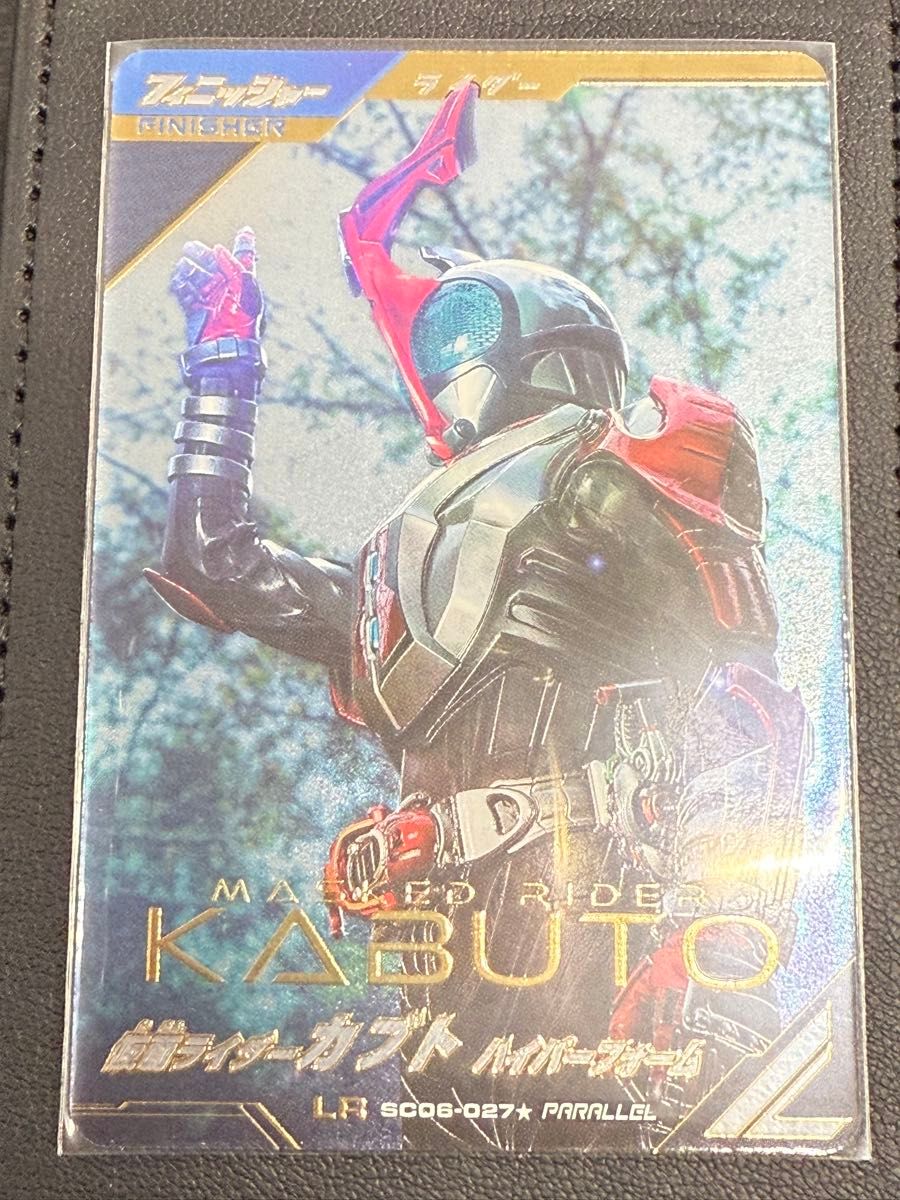 フィニッシャー
FINISHER
ライダー
MASKED RIDER
KABUTO
仮面ライダーカブト ハイパーフォーム
LR SC06-027★ PARALLEL